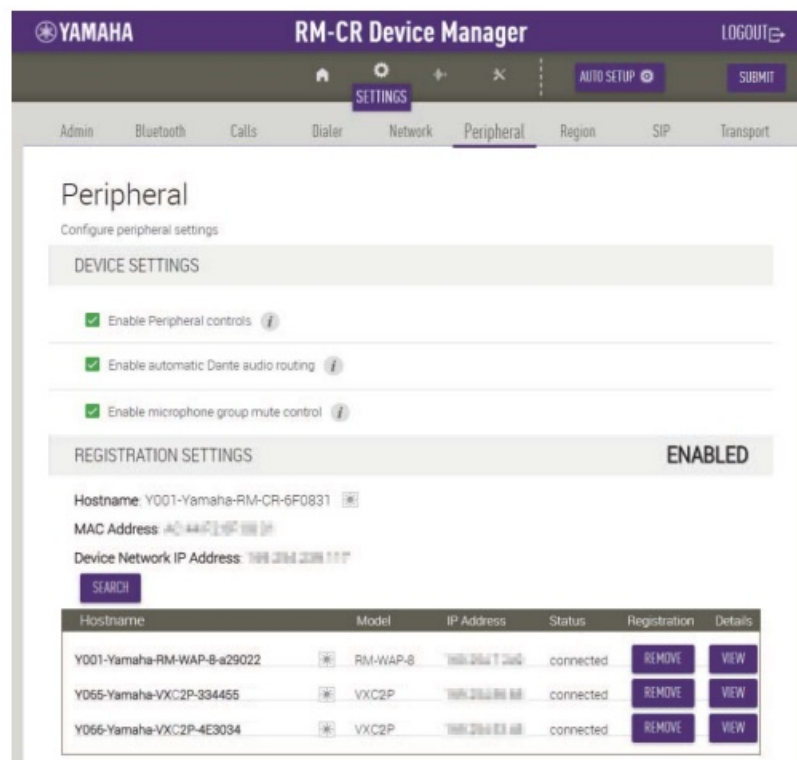 YAMAHA RM-CR Device Manager LOGOUT
SETTINGS AUTO SETUP SUBMIT
Admin Bluetooth Calls Dialer Network Peripheral Region SIP Transport
Peripheral
Configure peripheral settings
DEVICE SETTINGS
Enable Peripheral controls i
Enable automatic Dante audio routing i
Enable microphone group mute control i
REGISTRATION SETTINGS ENABLED
Hostname: Y001-Yamaha-RM-CR-6F0831
MAC Address:
Device Network IP Address:
SEARCH
Hostname Model IP Address Status Registration Details
Y001-Yamaha-RM-WAP-8-a29022 RM-WAP-8 connected REMOVE VIEW
Y065-Yamaha-VXC2P-334455 VXC2P connected REMOVE VIEW
Y066-Yamaha-VXC2P-4E3034 VXC2P connected REMOVE VIEW